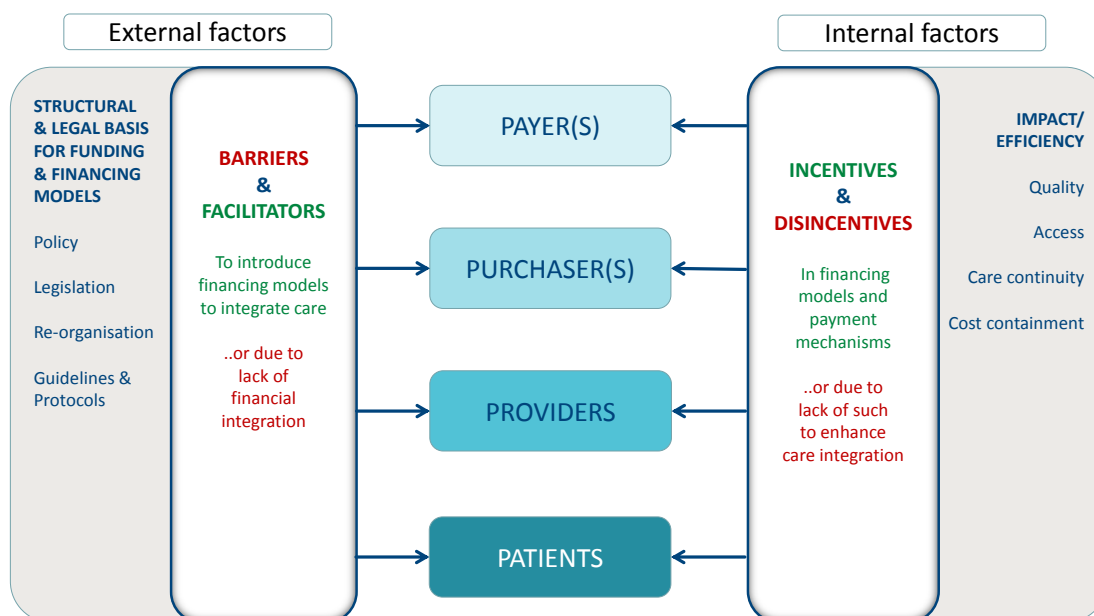 External factors
Internal factors
STRUCTURAL
& LEGAL BASIS
FOR FUNDING
& FINANCING
MODELS
Policy
Legislation
Re-organisation
Guidelines &
Protocols
BARRIERS
&
FACILITATORS
To introduce
financing models
to integrate care
..or due to
lack of
financial
integration
PAYER(S)
PURCHASER(S)
PROVIDERS
PATIENTS
INCENTIVES
&
DISINCENTIVES
In financing
models and
payment
mechanisms
..or due to
lack of such
to enhance
care integration
IMPACT/
EFFICIENCY
Quality
Access
Care continuity
Cost containment